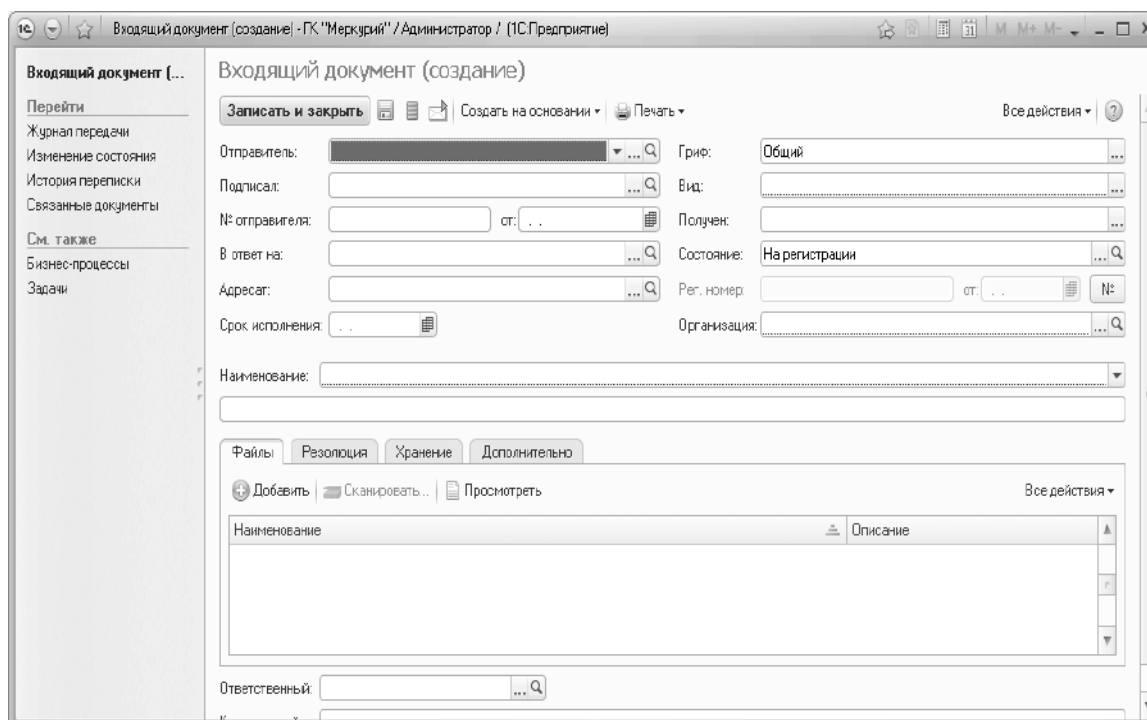 1С Входящий документ (создание) - ГК "Меркурий" / Администратор / (1С:Предприятие) 31 M M+ M-
Входящий документ (...
Перейти
Журнал передачи
Изменение состояния
История переписки
Связанные документы
См. также
Бизнес-процессы
Задачи
Входящий документ (создание)
Записать и закрыть Создать на основании Печать Все действия ?
Отправитель: ... Гриф: Общий ...
Подписал: ... Вид: ...
№ отправителя: от: . . Получен: ...
В ответ на: ... Состояние: На регистрации ...
Адресат: ... Рег. номер: от: . . №
Срок исполнения: . . Организация: ...
Наименование:
Файлы Резолюция Хранение Дополнительно
Добавить Сканировать... Просмотреть Все действия
Наименование Описание
Ответственный: ...